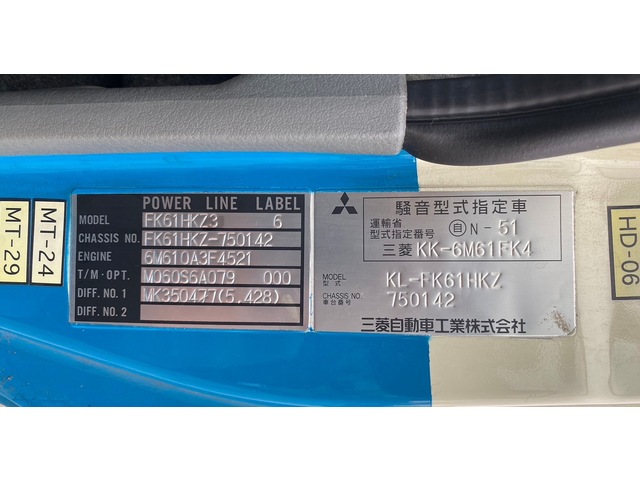 MT-29
MT-24
POWER LINE LABEL
MODEL FK61HKZ3 6
CHASSIS NO. FK61HKZ-750142
ENGINE 6M610A3F4521
T/M·OPT. M060S6A079 000
DIFF. NO. 1 MK350477(5.428)
DIFF. NO. 2
騒音型式指定車
運輸省
型式指定番号 自 N-51
三菱 KK-6M61FK4
MODEL
型式 KL-FK61HKZ
CHASSIS NO.
車台番号 750142
三菱自動車工業株式会社
HD-06